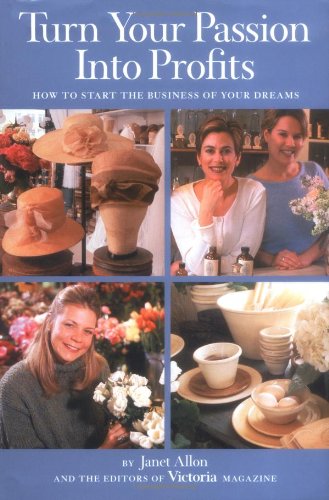 Turn Your Passion
Into Profits
HOW TO START THE BUSINESS OF YOUR DREAMS
BY Janet Allon
AND THE EDITORS OF Victoria MAGAZINE